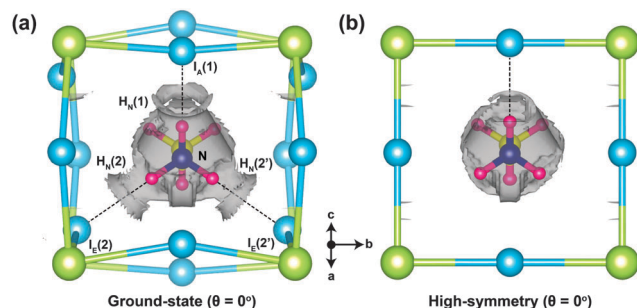 (a)
(b)
I_A(1)
H_N(1)
N
H_N(2)
H_N(2')
I_E(2)
I_E(2')
c
b
a
Ground-state (θ = 0°)
High-symmetry (θ = 0°)